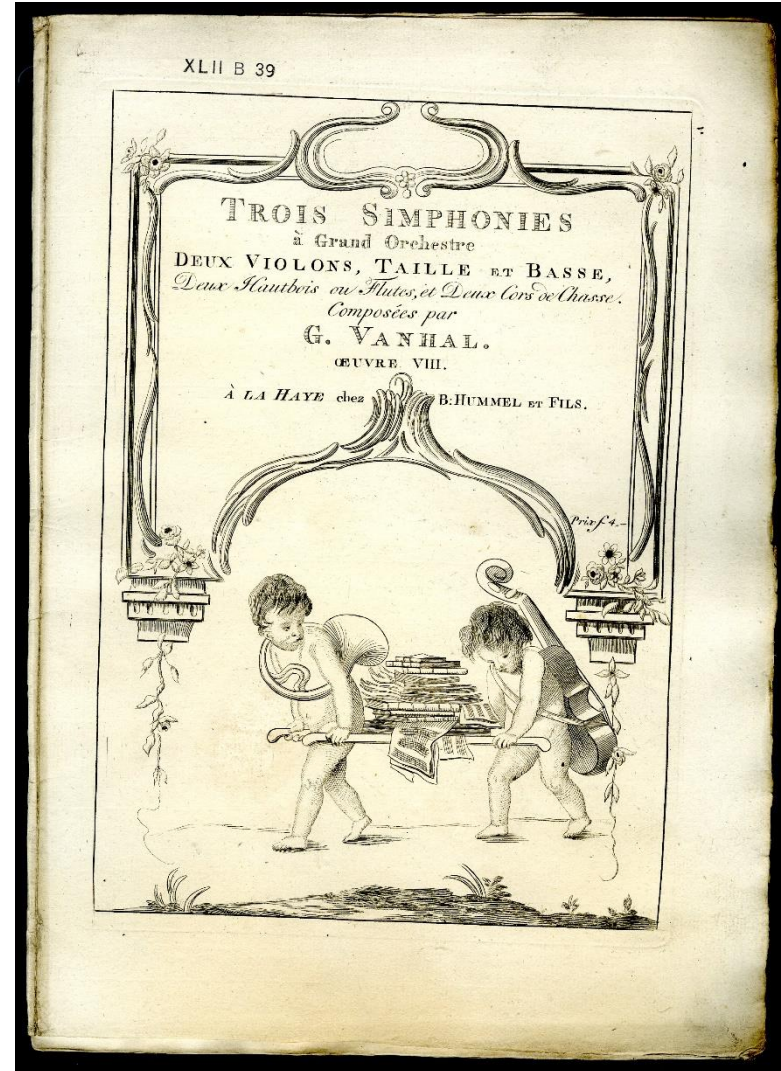 XLII B 39
TROIS SIMPHONIES
à Grand Orchestre
DEUX VIOLONS, TAILLE ET BASSE,
Deux Hautbois ou Flutes, et Deux Cors de Chasse.
Composées par
G. VANHAL.
ŒUVRE VIII.
À LA HAYE chez B: HUMMEL ET FILS.
Prix f 4.-